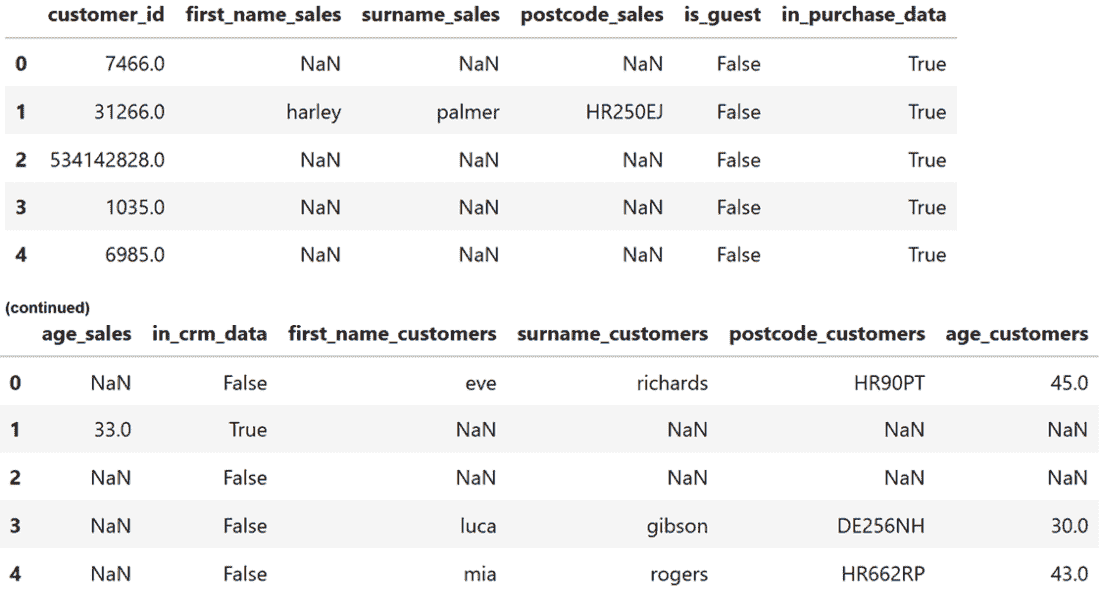 customer_id first_name_sales surname_sales postcode_sales is_guest in_purchase_data
0 7466.0 NaN NaN NaN False True
1 31266.0 harley palmer HR250EJ False True
2 534142828.0 NaN NaN NaN False True
3 1035.0 NaN NaN NaN False True
4 6985.0 NaN NaN NaN False True
(continued)
age_sales in_crm_data first_name_customers surname_customers postcode_customers age_customers
0 NaN False eve richards HR90PT 45.0
1 33.0 True NaN NaN NaN NaN
2 NaN False NaN NaN NaN NaN
3 NaN False luca gibson DE256NH 30.0
4 NaN False mia rogers HR662RP 43.0